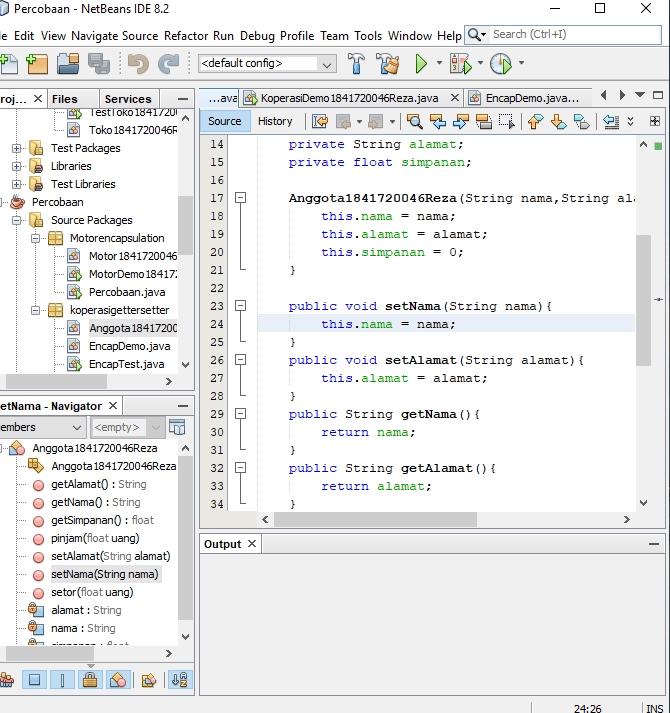 Percobaan - NetBeans IDE 8.2
le Edit View Navigate Source Refactor Run Debug Profile Team Tools Window Help
Search (Ctrl+I)
<default config>
roj... Files Services
TestToko1841720
Toko1841720046R
Test Packages
Libraries
Test Libraries
Percobaan
Source Packages
Motorencapsulation
Motor1841720046
MotorDemo18417
Percobaan.java
koperasigettersetter
Anggota18417200
EncapDemo.java
EncapTest.java
etNama - Navigator
embers <empty>
Anggota1841720046Reza
Anggota1841720046Reza
getAlamat() : String
getNama() : String
getSimpanan() : float
pinjam(float uang)
setAlamat(String alamat)
setNama(String nama)
setor(float uang)
alamat : String
nama : String
simpanan : float
...ava KoperasiDemo1841720046Reza.java EncapDemo.java...
Source History
14 private String alamat;
15 private float simpanan;
16
17 Anggota1841720046Reza(String nama,String ala
18 this.nama = nama;
19 this.alamat = alamat;
20 this.simpanan = 0;
21 }
22
23 public void setNama(String nama){
24 this.nama = nama;
25 }
26 public void setAlamat(String alamat){
27 this.alamat = alamat;
28 }
29 public String getNama(){
30 return nama;
31 }
32 public String getAlamat(){
33 return alamat;
34 }
Output
24:26 INS